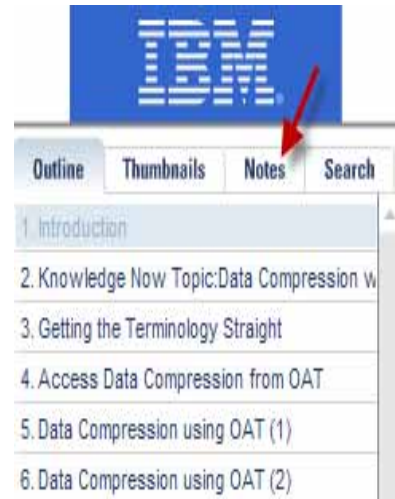 IBM
Outline Thumbnails Notes Search
1. Introduction
2. Knowledge Now Topic:Data Compression w
3. Getting the Terminology Straight
4. Access Data Compression from OAT
5. Data Compression using OAT (1)
6. Data Compression using OAT (2)